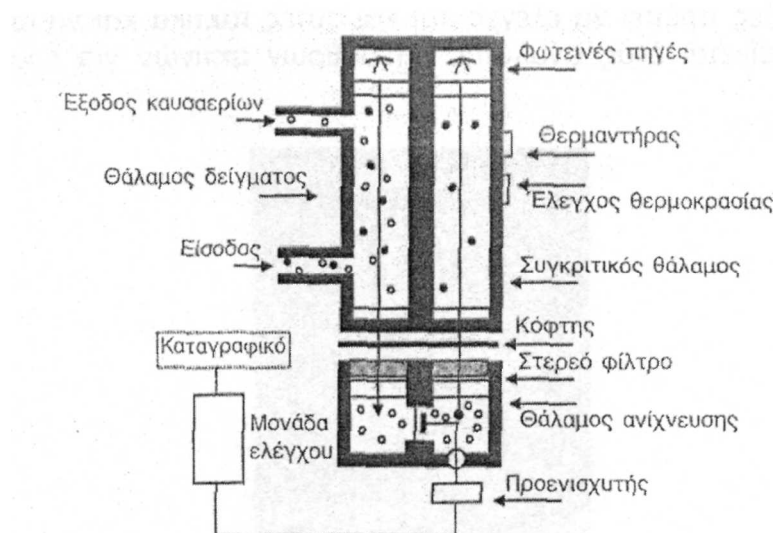 Φωτεινές πηγές
Έξοδος καυσαερίων
Θερμαντήρας
Θάλαμος δείγματος
Έλεγχος θερμοκρασίας
Είσοδος
Συγκριτικός θάλαμος
Κόφτης
Καταγραφικό
Στερεό φίλτρο
Μονάδα
ελέγχου
Θάλαμος ανίχνευσης
Προενισχυτής